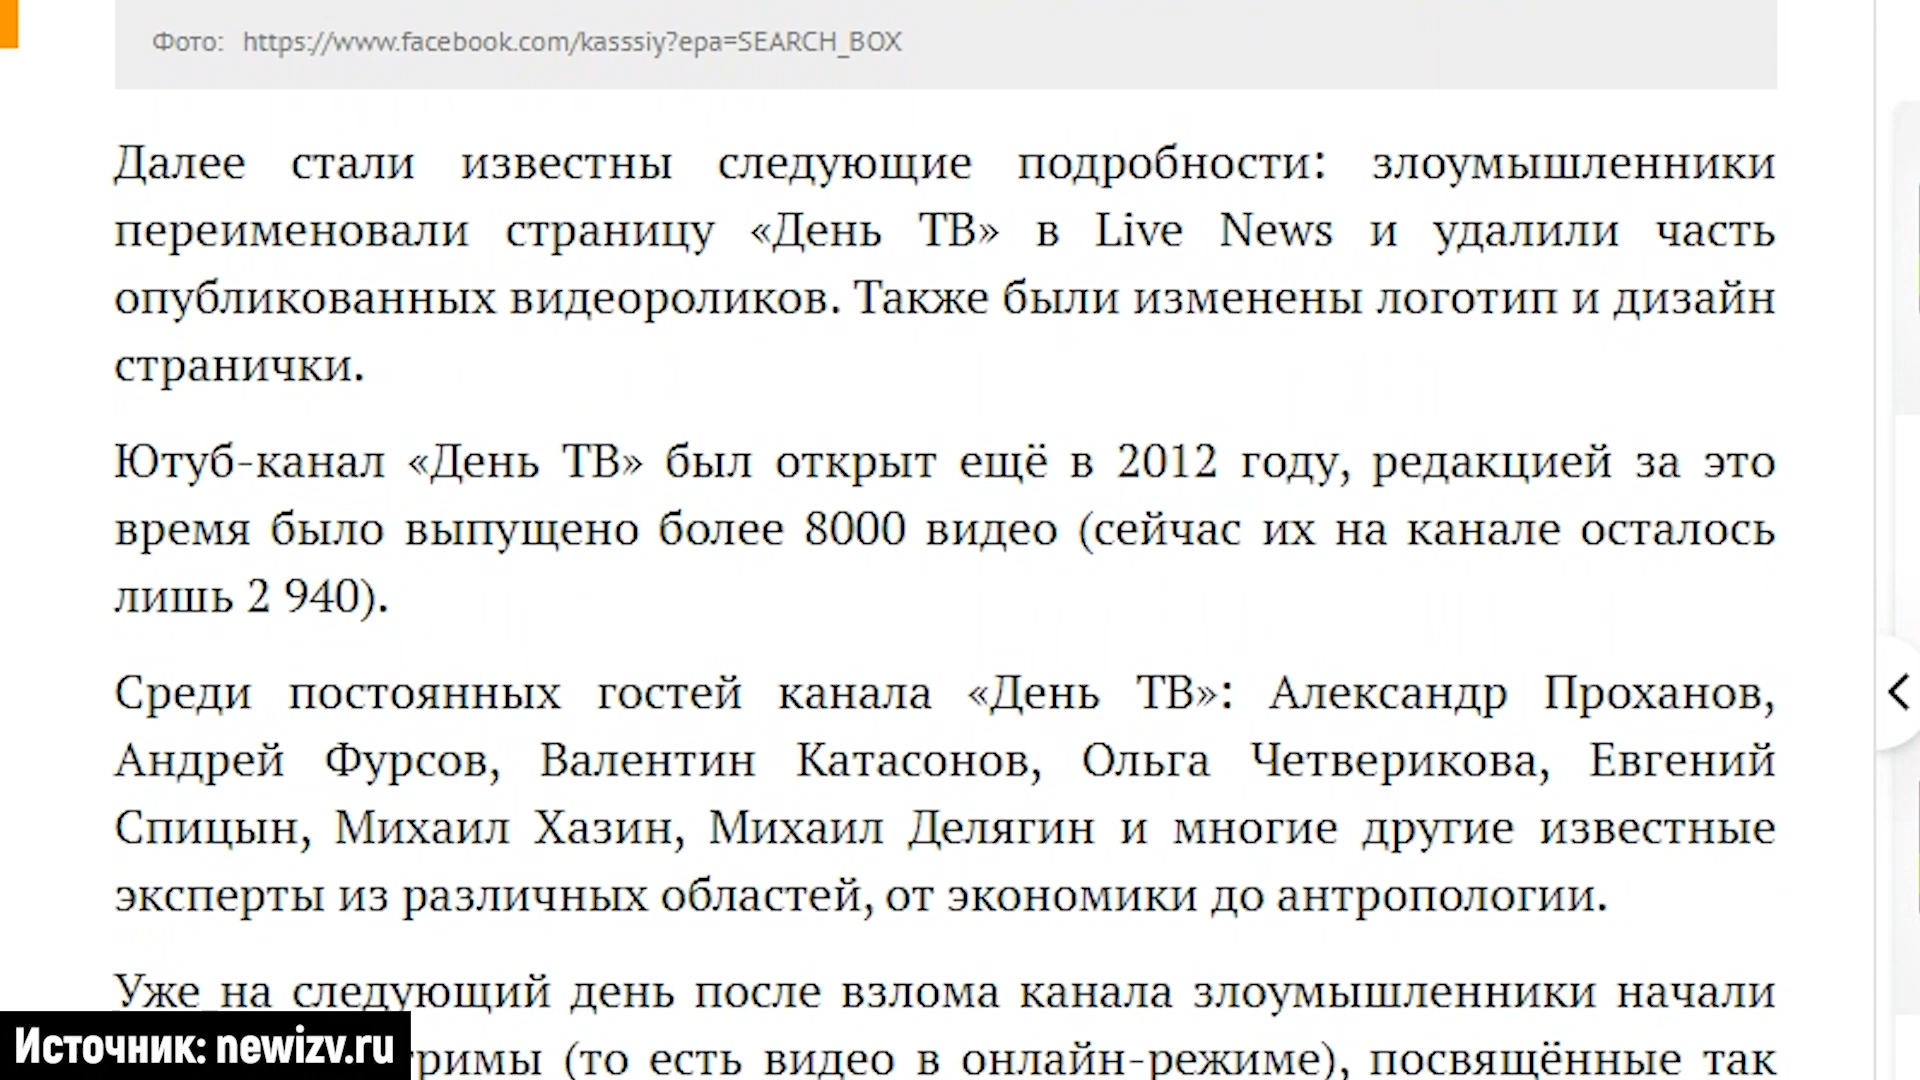 Фото: https://www.facebook.com/kasssiy?epa=SEARCH_BOX
Далее стали известны следующие подробности: злоумышленники
переименовали страницу «День ТВ» в Live News и удалили часть
опубликованных видеороликов. Также были изменены логотип и дизайн
странички.
Ютуб-канал «День ТВ» был открыт ещё в 2012 году, редакцией за это
время было выпущено более 8000 видео (сейчас их на канале осталось
лишь 2 940).
Среди постоянных гостей канала «День ТВ»: Александр Проханов,
Андрей Фурсов, Валентин Катасонов, Ольга Четверикова, Евгений
Спицын, Михаил Хазин, Михаил Делягин и многие другие известные
эксперты из различных областей, от экономики до антропологии.
Уже на следующий день после взлома канала злоумышленники начали
(то есть видео в онлайн-режиме), посвящённые так
Источник: newizv.ru